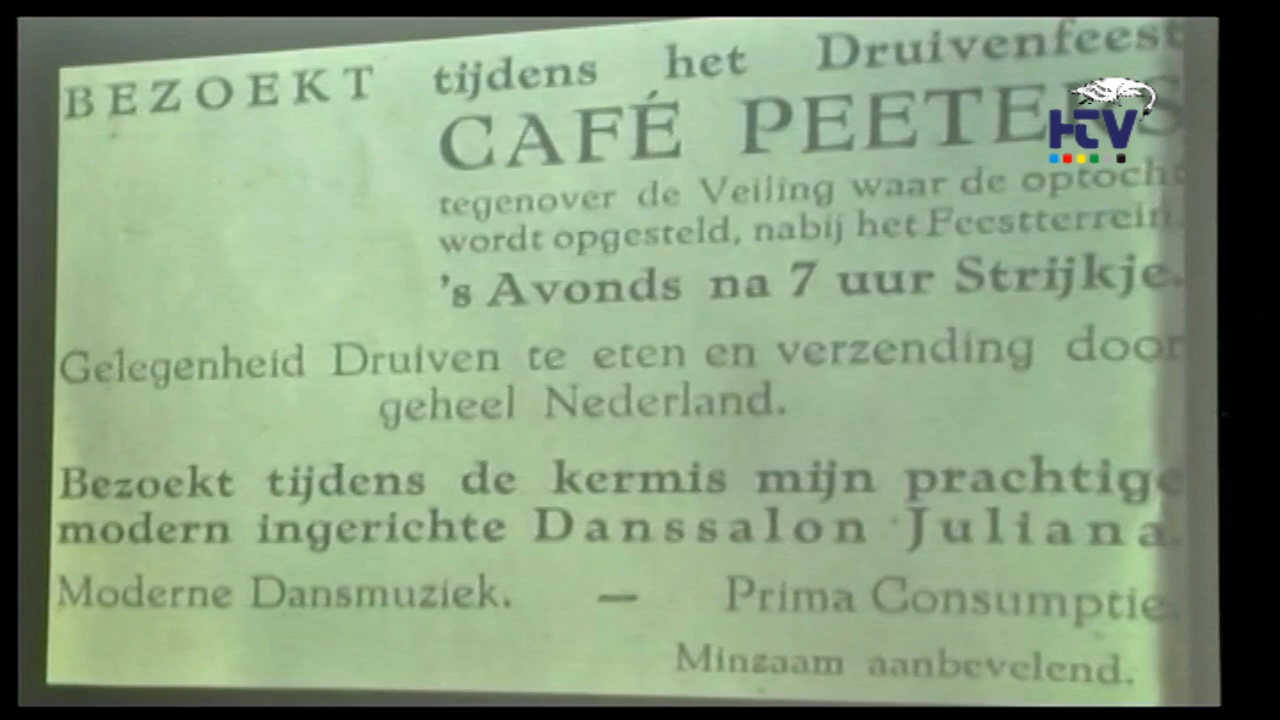 BEZOEKT tijdens het Druivenfeest
CAFÉ PEETERS
HTV
tegenover de Veiling waar de optocht
wordt opgesteld, nabij het Feestterrein.
's Avonds na 7 uur Strijkje.
Gelegenheid Druiven te eten en verzending door
geheel Nederland.
Bezoekt tijdens de kermis mijn prachtige
modern ingerichte Danssalon Juliana.
Moderne Dansmuziek. — Prima Consumptie.
Minzaam aanbevelend.